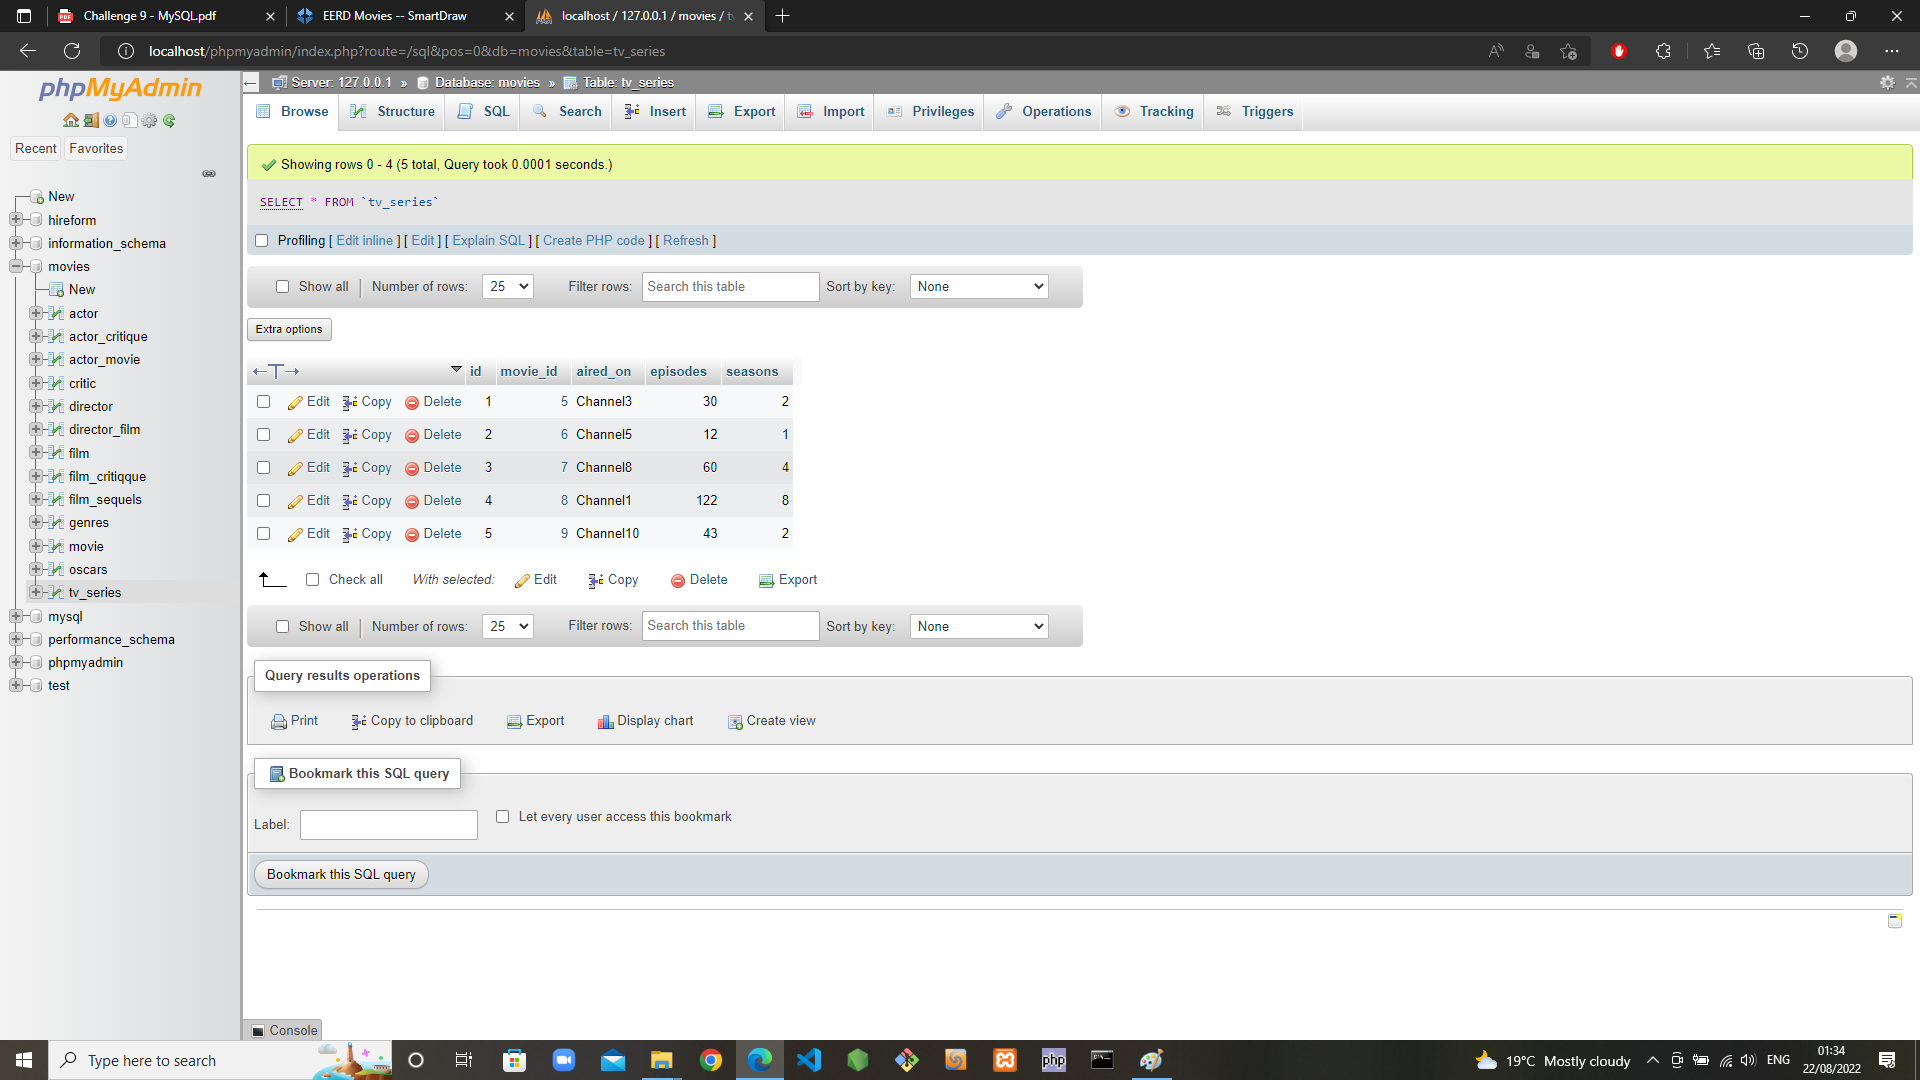 Challenge 9 - MySQL.pdf
EERD Movies -- SmartDraw
localhost / 127.0.0.1 / movies / tv
localhost/phpmyadmin/index.php?route=/sql&pos=0&db=movies&table=tv_series
phpMyAdmin
Recent Favorites
New
hireform
information_schema
movies
New
actor
actor_critique
actor_movie
critic
director
director_film
film
film_critiqque
film_sequels
genres
movie
oscars
tv_series
mysql
performance_schema
phpmyadmin
test
Server: 127.0.0.1 » Database: movies » Table: tv_series
Browse Structure SQL Search Insert Export Import Privileges Operations Tracking Triggers
Showing rows 0 - 4 (5 total, Query took 0.0001 seconds.)
SELECT * FROM `tv_series`
Profiling [ Edit inline ] [ Edit ] [ Explain SQL ] [ Create PHP code ] [ Refresh ]
Show all Number of rows: 25 Filter rows: Search this table Sort by key: None
Extra options
←T→ id movie_id aired_on episodes seasons
Edit Copy Delete 1 5 Channel3 30 2
Edit Copy Delete 2 6 Channel5 12 1
Edit Copy Delete 3 7 Channel8 60 4
Edit Copy Delete 4 8 Channel1 122 8
Edit Copy Delete 5 9 Channel10 43 2
Check all With selected: Edit Copy Delete Export
Show all Number of rows: 25 Filter rows: Search this table Sort by key: None
Query results operations
Print Copy to clipboard Export Display chart Create view
Bookmark this SQL query
Label: Let every user access this bookmark
Bookmark this SQL query
Console
Type here to search
php
19°C Mostly cloudy
ENG
01:34
22/08/2022